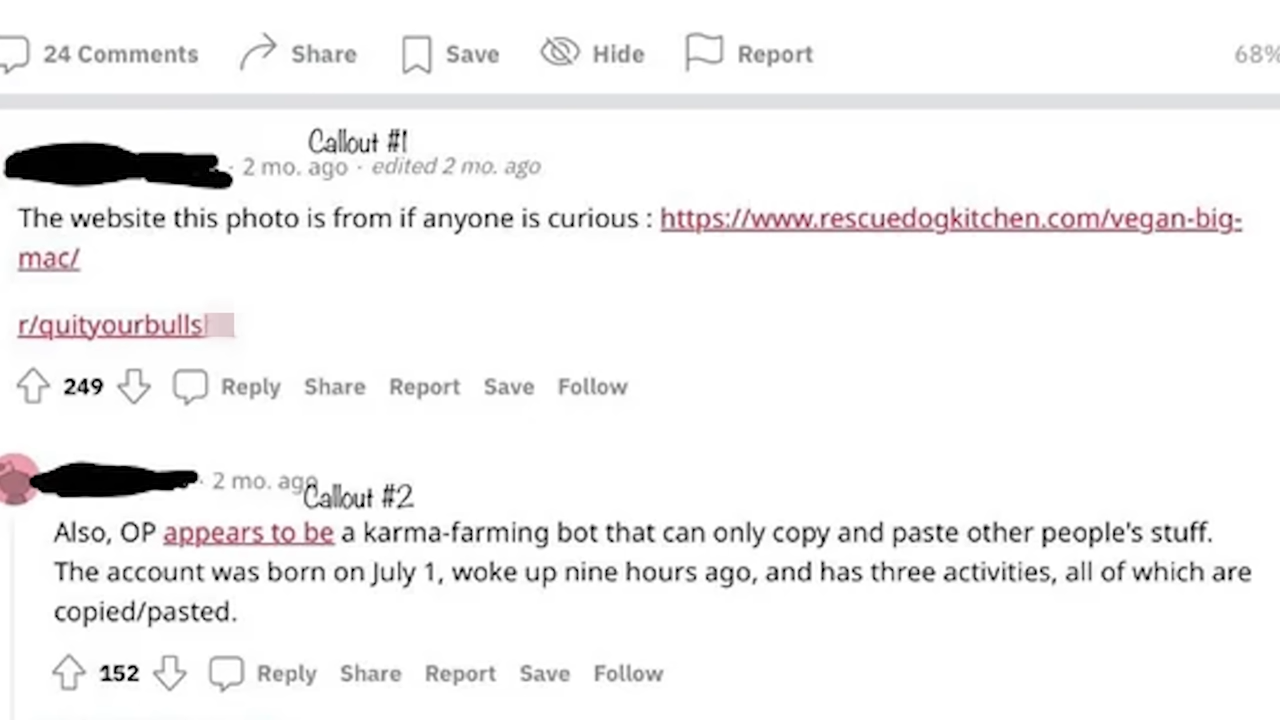 24 Comments Share Save Hide Report 68%
Callout #1
2 mo. ago · edited 2 mo. ago
The website this photo is from if anyone is curious : https://www.rescuedogkitchen.com/vegan-big-
mac/
r/quityourbulls
249 Reply Share Report Save Follow
· 2 mo. ago
Callout #2
Also, OP appears to be a karma-farming bot that can only copy and paste other people's stuff.
The account was born on July 1, woke up nine hours ago, and has three activities, all of which are
copied/pasted.
152 Reply Share Report Save Follow